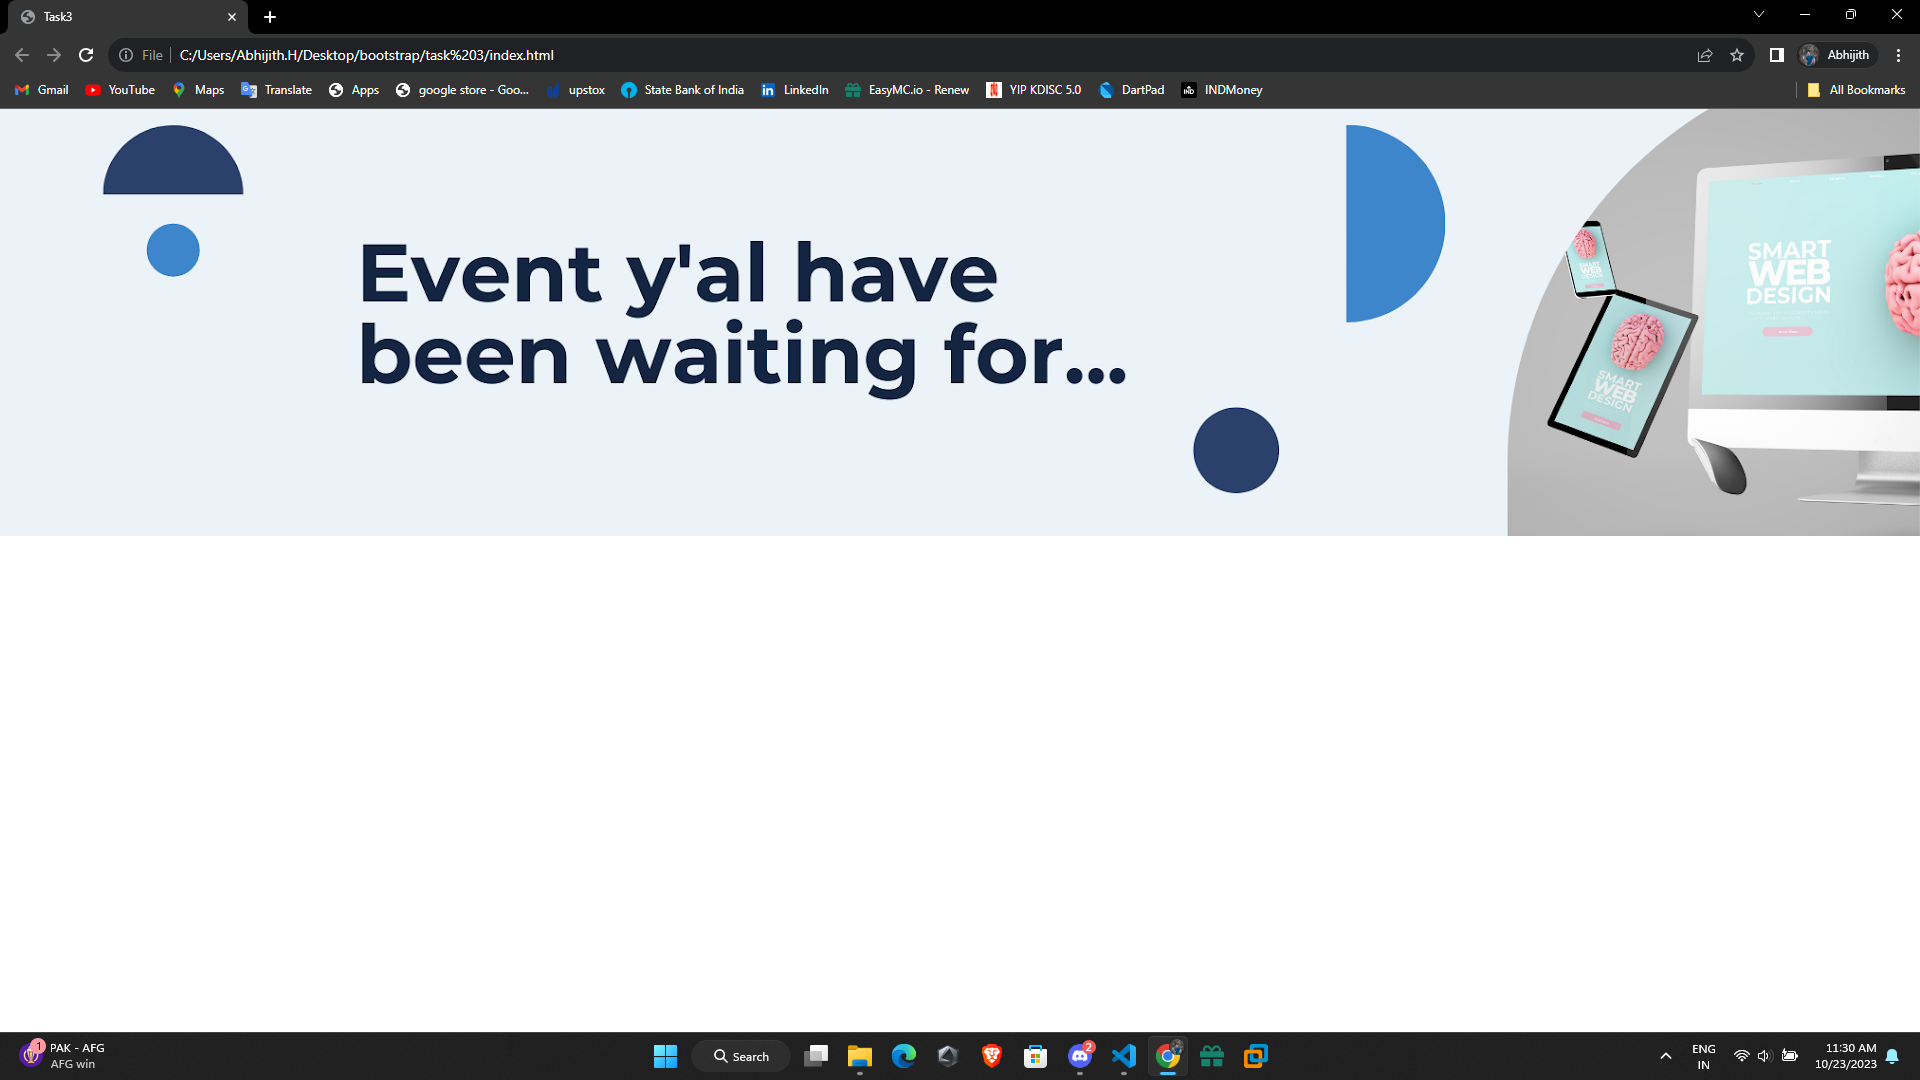 Task3
File
C:/Users/Abhijith.H/Desktop/bootstrap/task%203/index.html
Abhijith
Gmail
YouTube
Maps
Translate
Apps
google store - Goo...
upstox
State Bank of India
LinkedIn
EasyMC.io - Renew
YIP KDISC 5.0
DartPad
INDMoney
All Bookmarks
Event y'al have
been waiting for...
SMART
WEB
DESIGN
SMART
WEB
DESIGN
SMART
WEB
DESIGN
1
PAK - AFG
AFG win
Search
2
ENG
IN
11:30 AM
10/23/2023